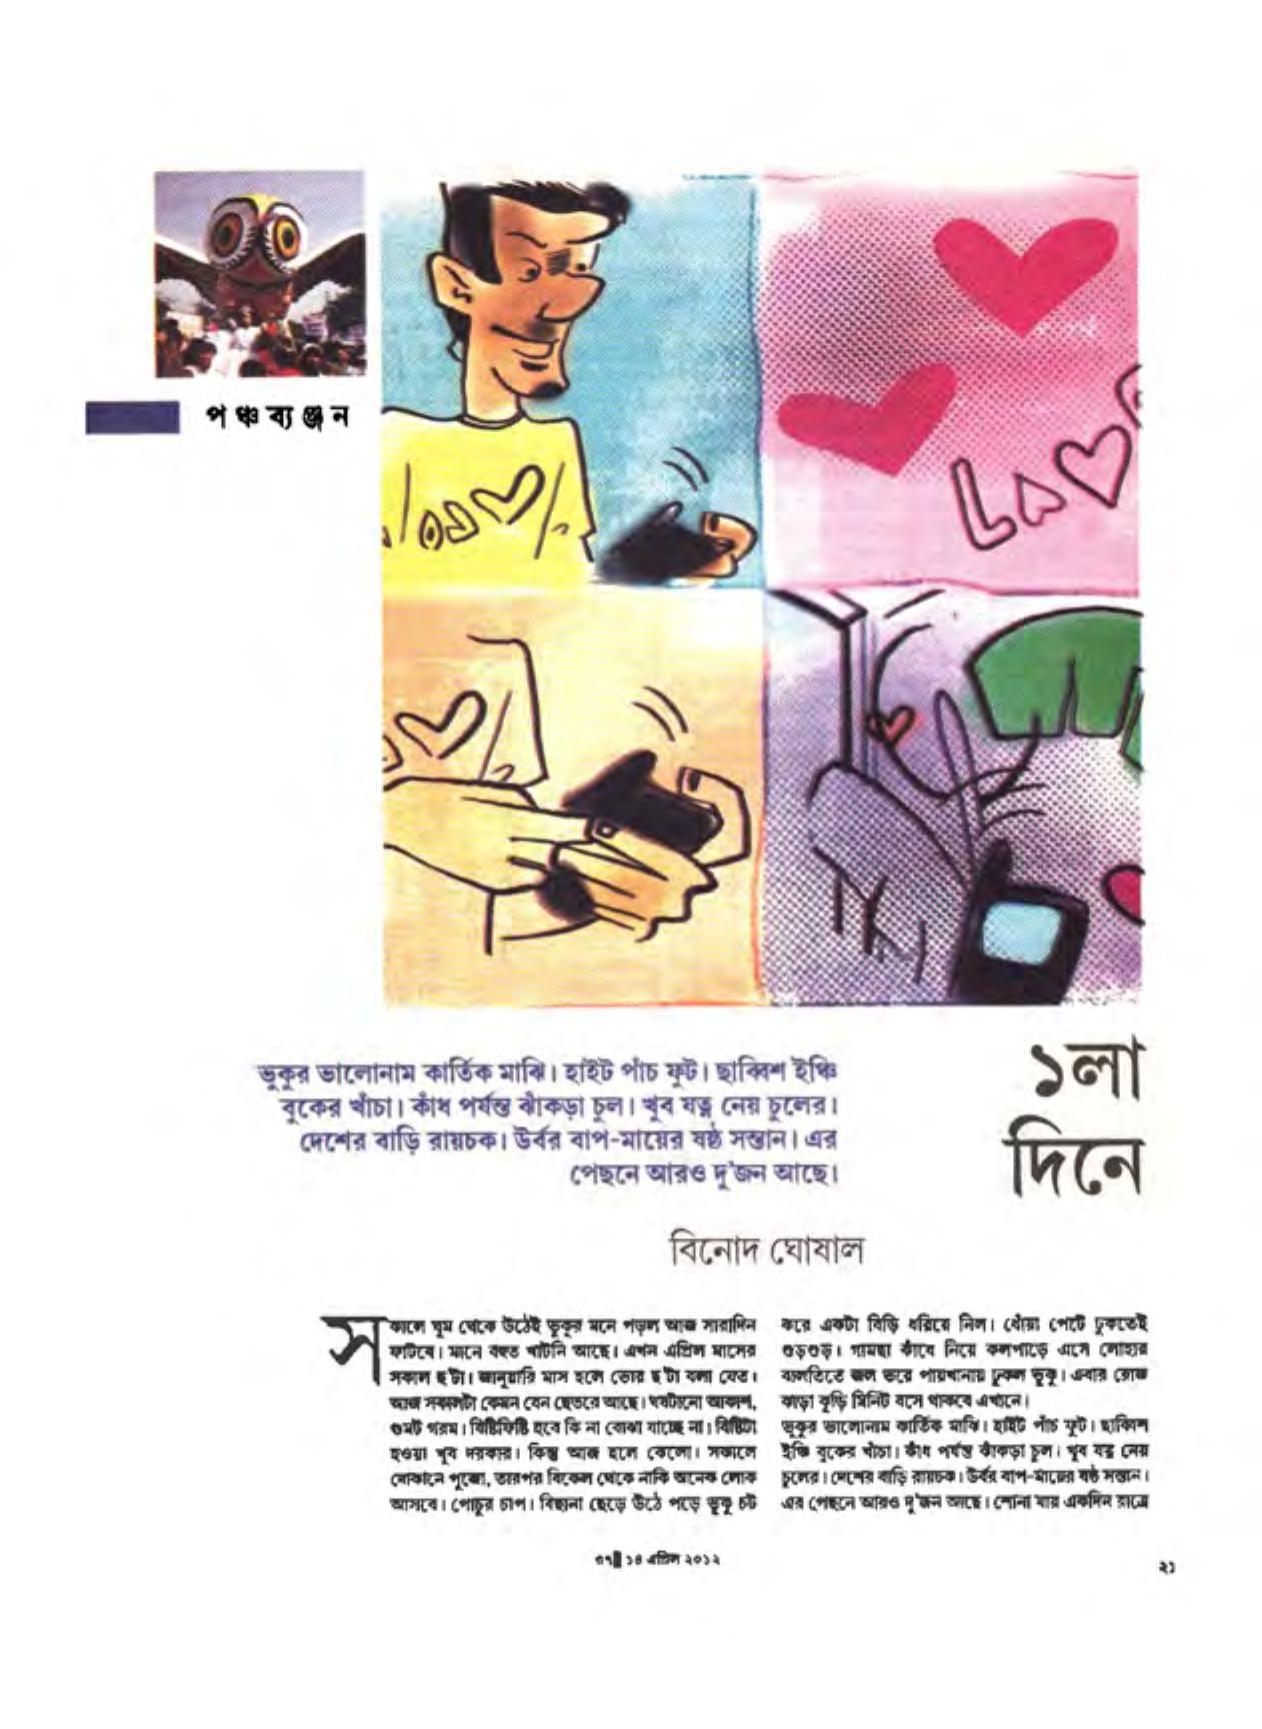 পঞ্চব্যঞ্জন
১লা
দিনে
ভুকুর ভালোনাম কার্তিক মাঝি। হাইট পাঁচ ফুট। ছাব্বিশ ইঞ্চি
বুকের খাঁচা। কাঁধ পর্যন্ত ঝাঁকড়া চুল। খুব যত্ন নেয় চুলের।
দেশের বাড়ি রায়চক। উর্বর বাপ-মায়ের ষষ্ঠ সন্তান। এর
পেছনে আরও দু'জন আছে।
বিনোদ ঘোষাল
সকালে ঘুম থেকে উঠেই ভুকুর মনে পড়ল আজ সারাদিন
ফাটবে। মানে বহুত খাটনি আছে। এখন এপ্রিল মাসের
সকাল ছ'টা। জানুয়ারি মাস হলে ভোর ছ'টা বলা যেত।
আজ সকালটা কেমন যেন ছেতরে আছে। ঘষটানো আকাশ,
গুমট গরম। বিষ্টিফিষ্টি হবে কি না বোঝা যাচ্ছে না। বিষ্টিটা
হওয়া খুব দরকার। কিন্তু আজ হলে কেলো। সকালে
দোকানে পুজো, তারপর বিকেল থেকে নাকি অনেক লোক
আসবে। পোচুর চাপ। বিছানা ছেড়ে উঠে পড়ে ভুকু চট
করে একটা বিড়ি ধরিয়ে নিল। ধোঁয়া পেটে ঢুকতেই
গুড়গুড়। গামছা কাঁধে নিয়ে কলপাড়ে এসে লোহার
বালতিতে জল ভরে পায়খানায় ঢুকল ভুকু। এবার রোজ
কাড়া কুড়ি মিনিট বসে থাকবে এখানে।
ভুকুর ভালোনাম কার্তিক মাঝি। হাইট পাঁচ ফুট। ছাব্বিশ
ইঞ্চি বুকের খাঁচা। কাঁধ পর্যন্ত ঝাঁকড়া চুল। খুব যত্ন নেয়
চুলের। দেশের বাড়ি রায়চক। উর্বর বাপ-মায়ের ষষ্ঠ সন্তান।
এর পেছনে আরও দু'জন আছে। শোনা যায় একদিন রাত্রে
১৪ এপ্রিল ২০১২
২১